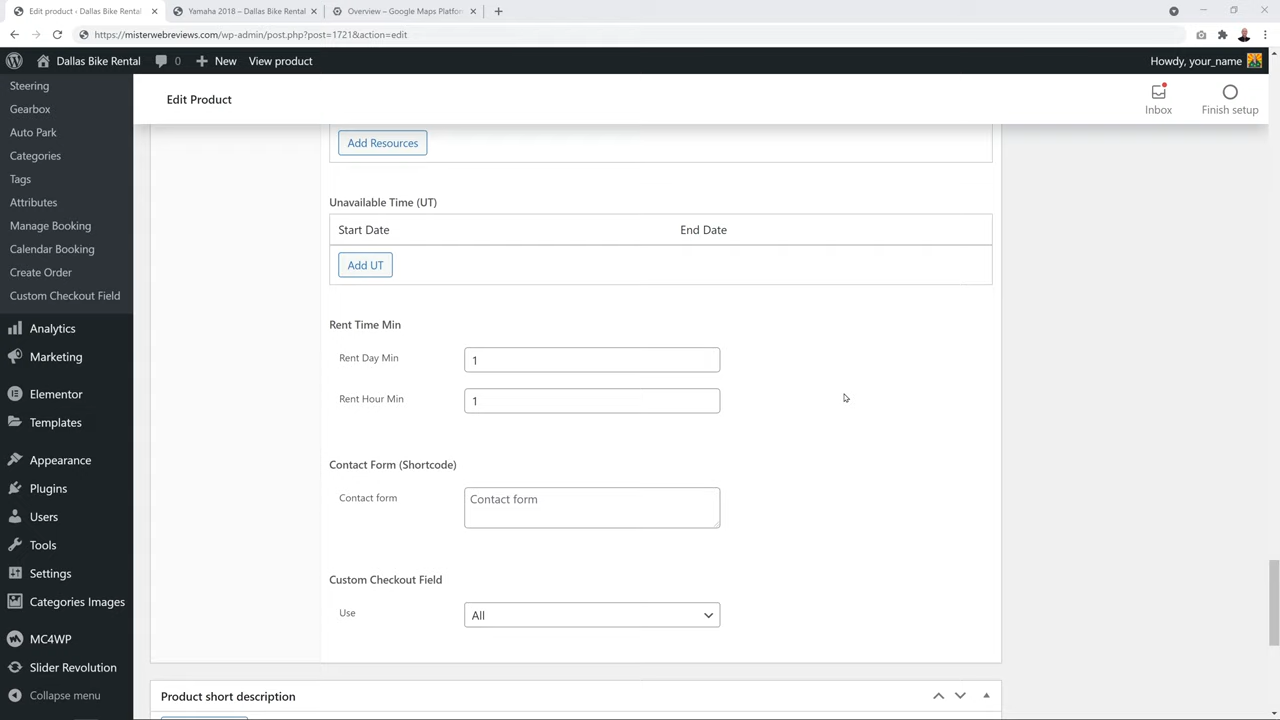 Edit product ‹ Dallas Bike Rental
Yamaha 2018 – Dallas Bike Rental
Overview – Google Maps Platfor
https://misterwebreviews.com/wp-admin/post.php?post=1721&action=edit
Dallas Bike Rental
0
New
View product
Howdy, your_name
Steering
Gearbox
Auto Park
Categories
Tags
Attributes
Manage Booking
Calendar Booking
Create Order
Custom Checkout Field
Analytics
Marketing
Elementor
Templates
Appearance
Plugins
Users
Tools
Settings
Categories Images
MC4WP
Slider Revolution
Collapse menu
Edit Product
Inbox
Finish setup
Add Resources
Unavailable Time (UT)
Start Date
End Date
Add UT
Rent Time Min
Rent Day Min
1
Rent Hour Min
1
Contact Form (Shortcode)
Contact form
Contact form
Custom Checkout Field
Use
All
Product short description